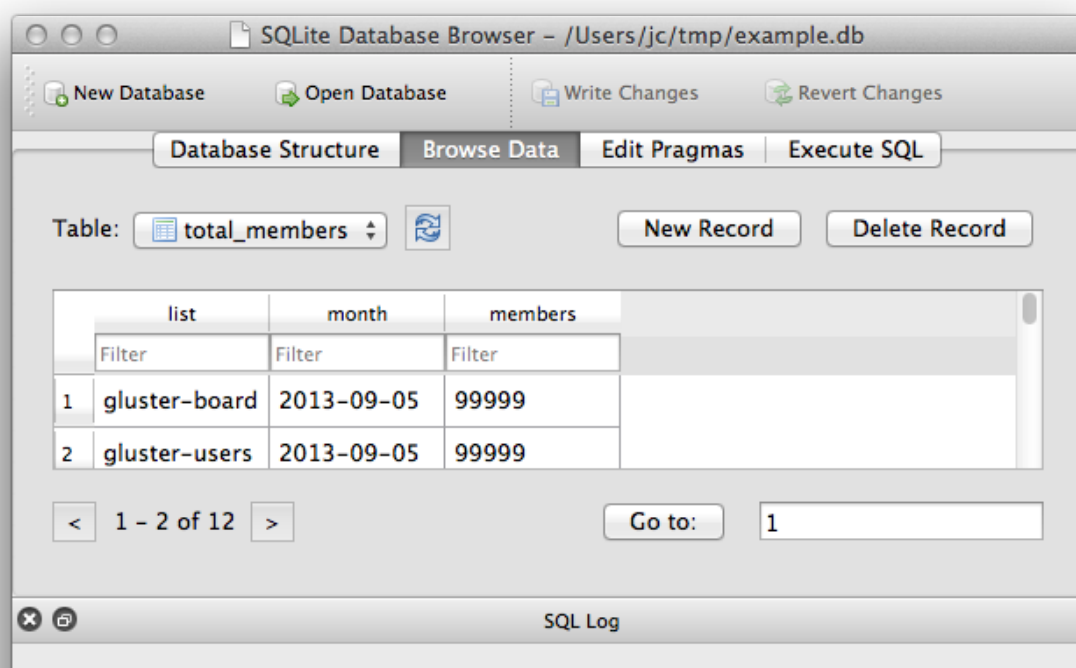 SQLite Database Browser – /Users/jc/tmp/example.db
New Database Open Database Write Changes Revert Changes
Database Structure Browse Data Edit Pragmas Execute SQL
Table: total_members New Record Delete Record
list month members
Filter Filter Filter
1 gluster-board 2013-09-05 99999
2 gluster-users 2013-09-05 99999
< 1 – 2 of 12 > Go to: 1
SQL Log